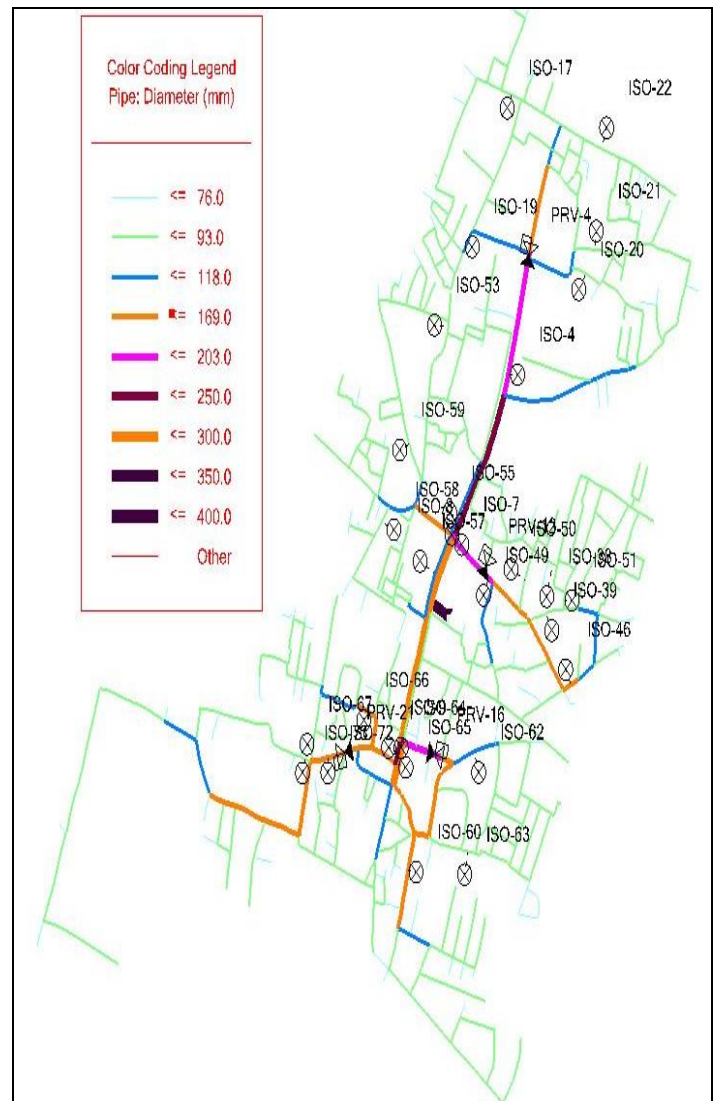 Color Coding Legend
Pipe: Diameter (mm)
<= 76.0
<= 93.0
<= 118.0
<= 169.0
<= 203.0
<= 250.0
<= 300.0
<= 350.0
<= 400.0
Other
ISO-17
ISO-22
ISO-21
ISO-19
PRV-4
ISO-20
ISO-53
ISO-4
ISO-59
ISO-55
ISO-58
ISO-7
ISO-57
ISO-50
ISO-49
ISO-51
ISO-39
ISO-46
ISO-66
ISO-67
PRV-21
ISO-64
PRV-16
ISO-72
ISO-65
ISO-62
ISO-60
ISO-63